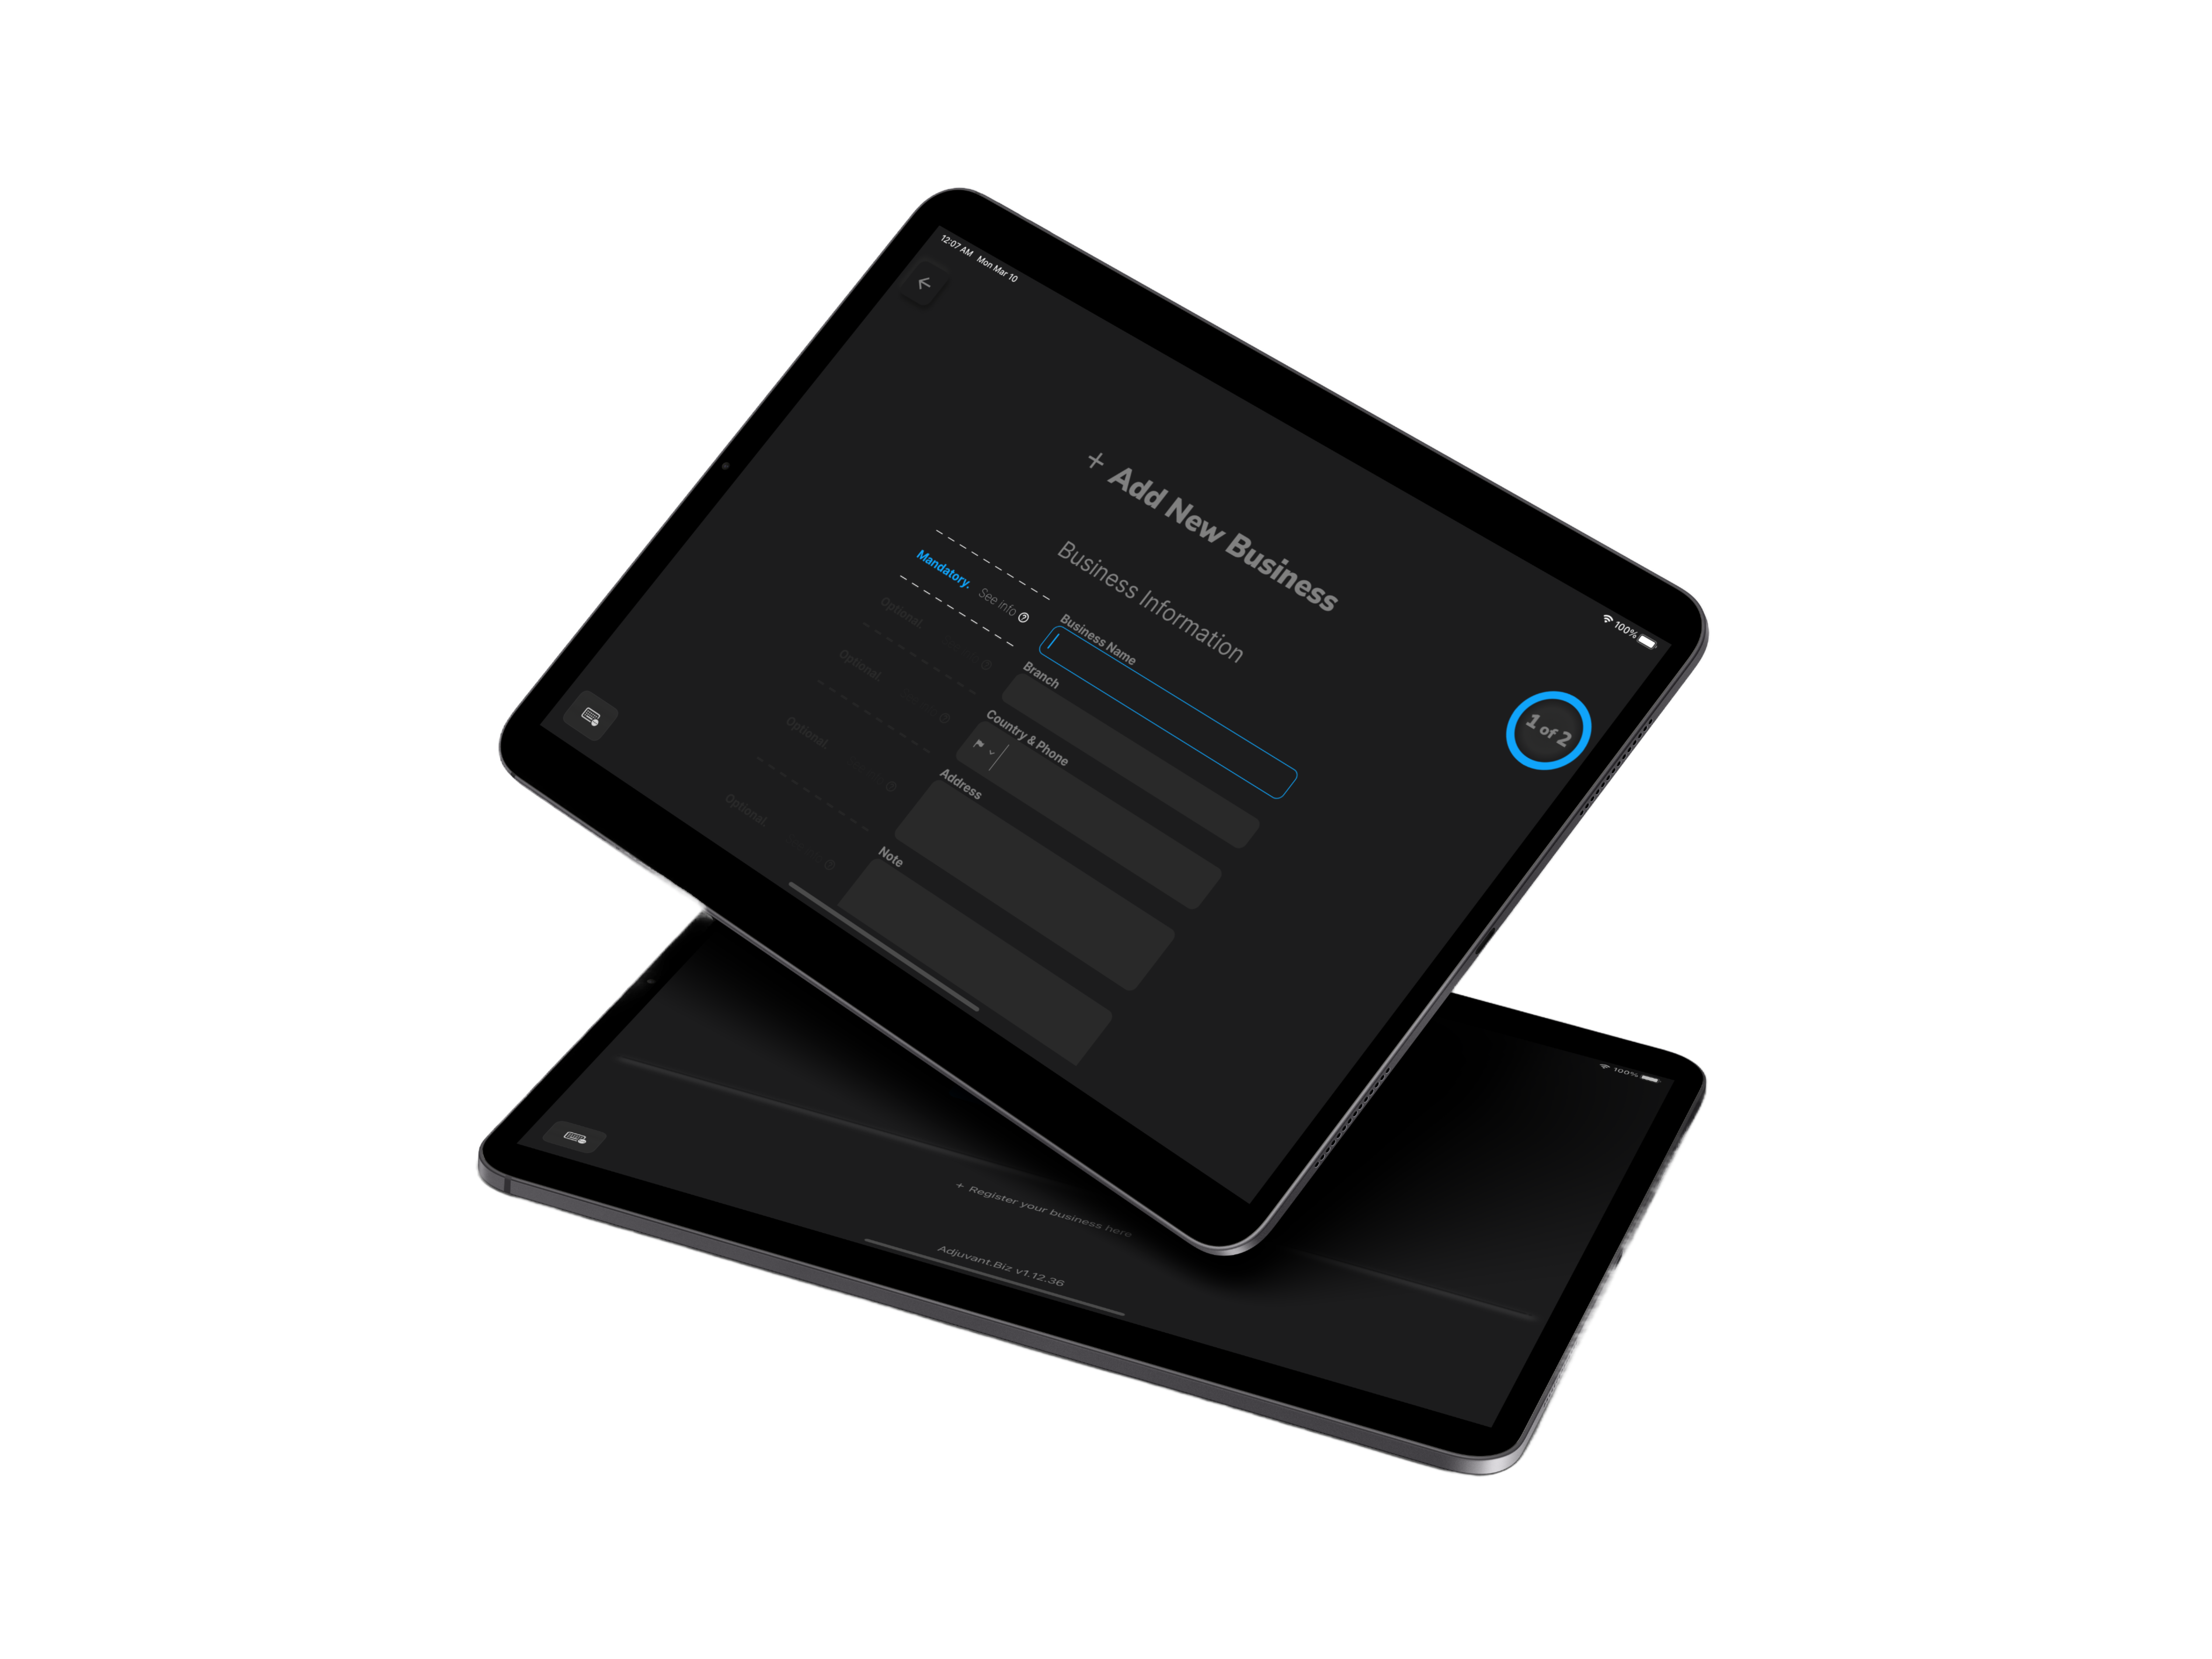 12:07 AM Mon Mar 10
100%
+ Add New Business
Business Information
Mandatory. See info
Business Name
Optional.
Branch
Optional.
Country & Phone
Optional.
Address
Optional.
Note
1 of 2
100%
+ Register your business here
Adjuvant.Biz v1.12.36